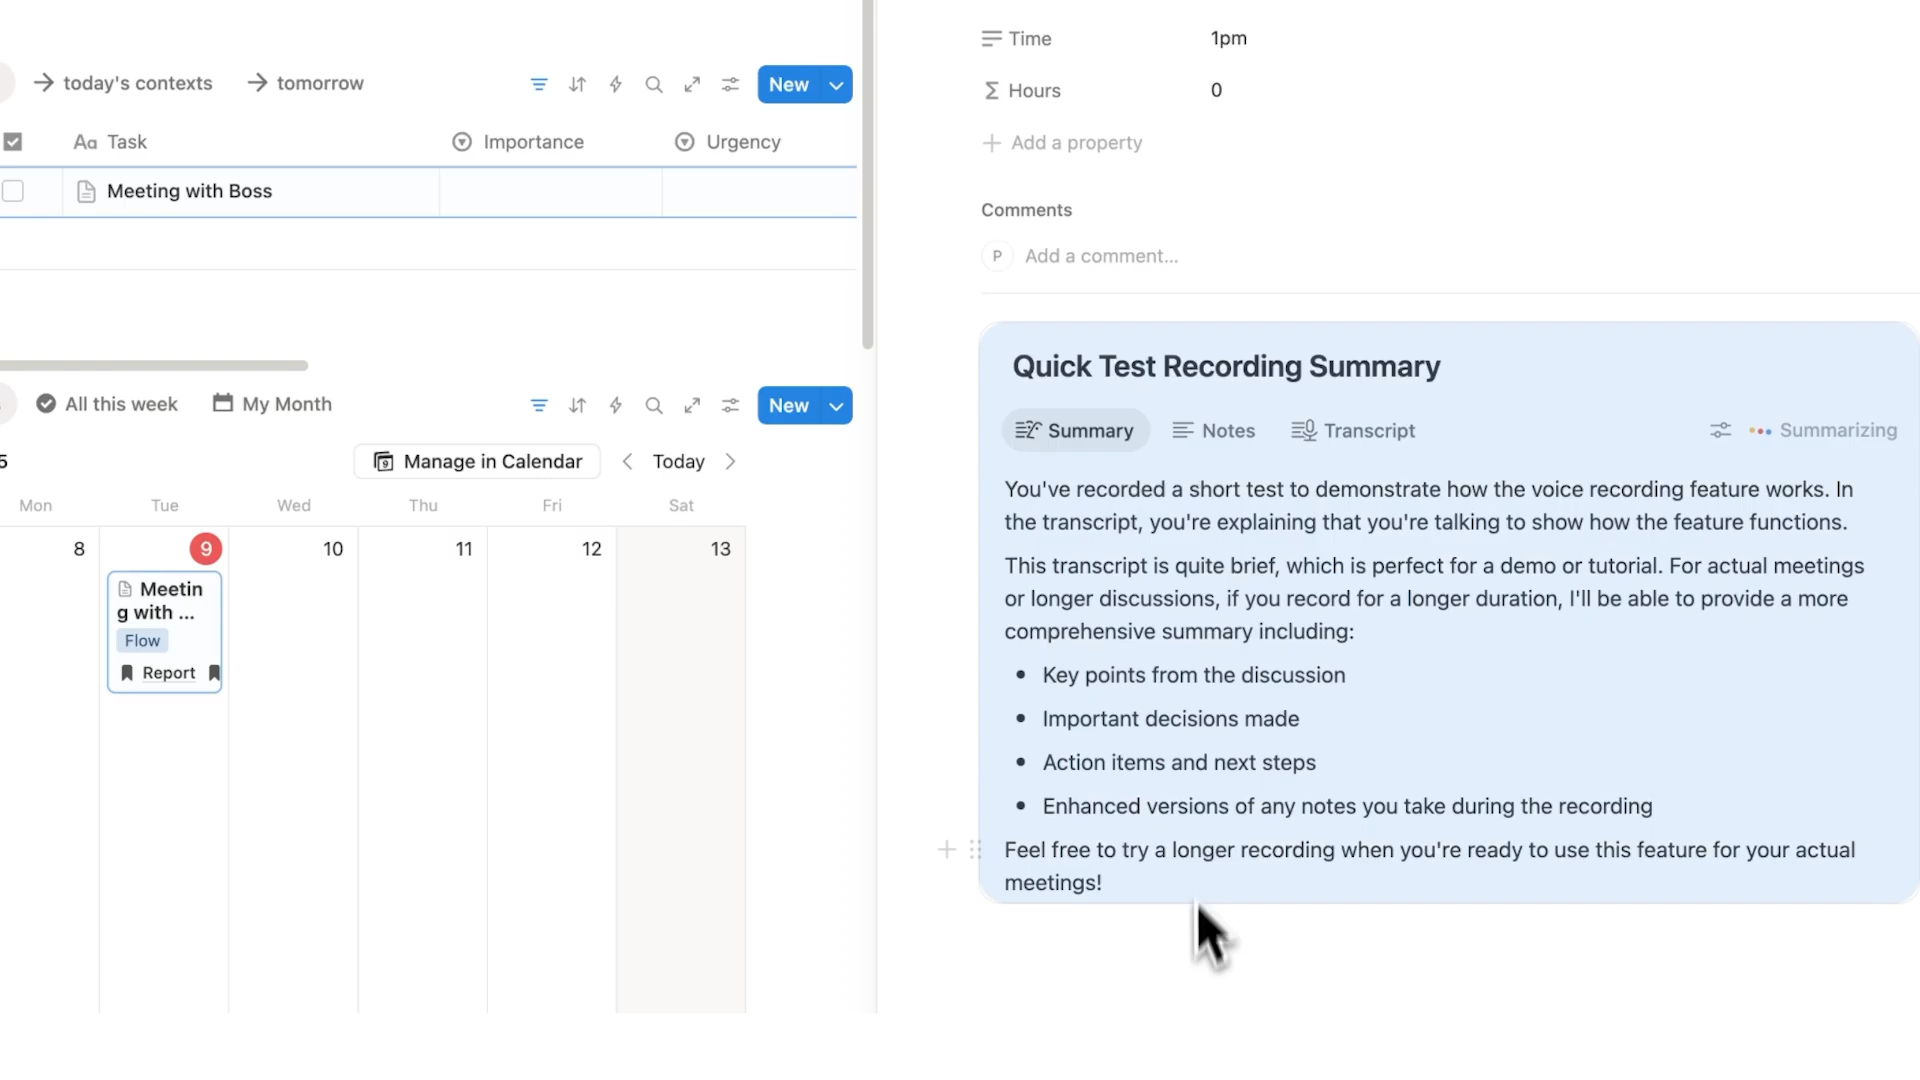 today's contexts
tomorrow
New
Aa Task
Importance
Urgency
Meeting with Boss
All this week
My Month
New
5
Manage in Calendar
Today
Mon
Tue
Wed
Thu
Fri
Sat
8
9
10
11
12
13
Meetin
g with ...
Flow
Report
Time
1pm
Hours
0
Add a property
Comments
P
Add a comment...
Quick Test Recording Summary
Summary
Notes
Transcript
Summarizing
You've recorded a short test to demonstrate how the voice recording feature works. In
the transcript, you're explaining that you're talking to show how the feature functions.
This transcript is quite brief, which is perfect for a demo or tutorial. For actual meetings
or longer discussions, if you record for a longer duration, I'll be able to provide a more
comprehensive summary including:
• Key points from the discussion
• Important decisions made
• Action items and next steps
• Enhanced versions of any notes you take during the recording
Feel free to try a longer recording when you're ready to use this feature for your actual
meetings!